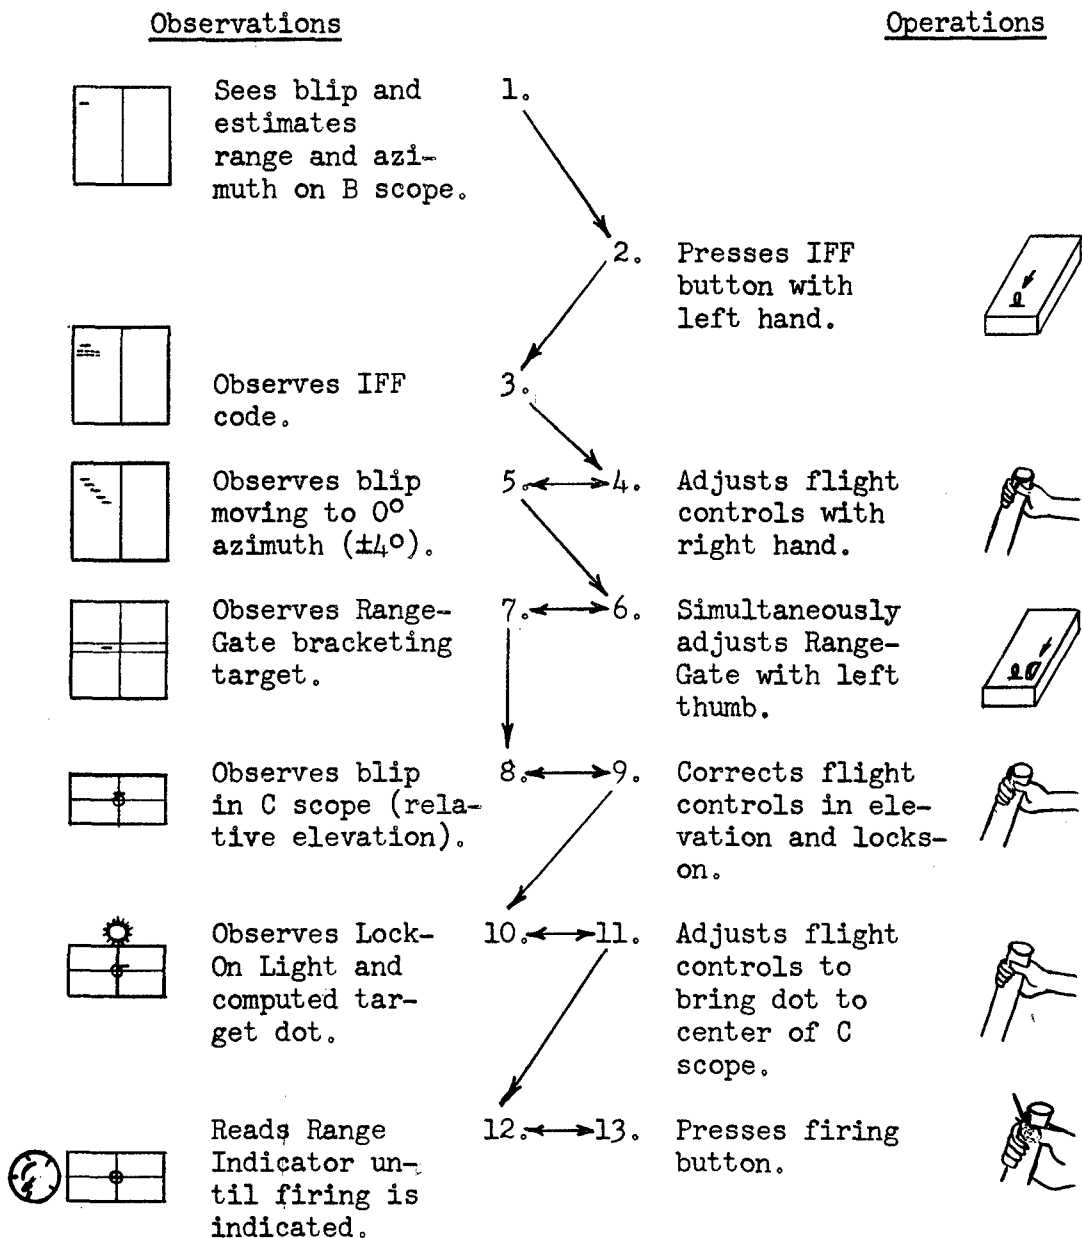 Observations
Operations
Sees blip and
estimates
range and azi-
muth on B scope.
1.
2.
Presses IFF
button with
left hand.
Observes IFF
code.
3.
Observes blip
moving to 0°
azimuth (±4°).
5.
4.
Adjusts flight
controls with
right hand.
Observes Range-
Gate bracketing
target.
7.
6.
Simultaneously
adjusts Range-
Gate with left
thumb.
Observes blip
in C scope (rela-
tive elevation).
8.
9.
Corrects flight
controls in ele-
vation and locks-
on.
Observes Lock-
On Light and
computed tar-
get dot.
10.
11.
Adjusts flight
controls to
bring dot to
center of C
scope.
Reads Range
Indicator un-
til firing is
indicated.
12.
13.
Presses firing
button.